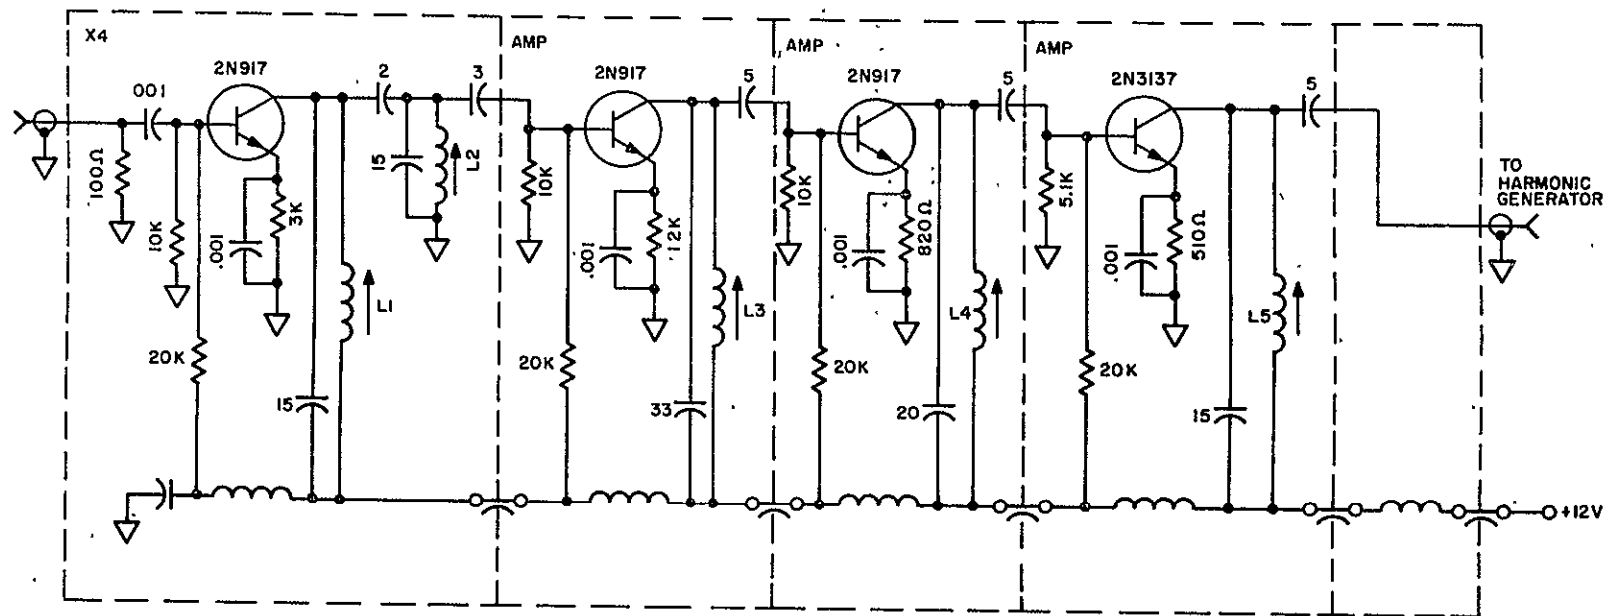 X4
AMP
AMP
AMP
2N917
2N917
2N917
2N3137
001
2
3
5
5
5
100Ω
10K
.001
3K
15
L2
10K
.001
12K
10K
.001
820Ω
5.1K
.001
510Ω
TO
HARMONIC
GENERATOR
L1
L3
L4
L5
20K
20K
20K
20K
15
33
20
15
+12V